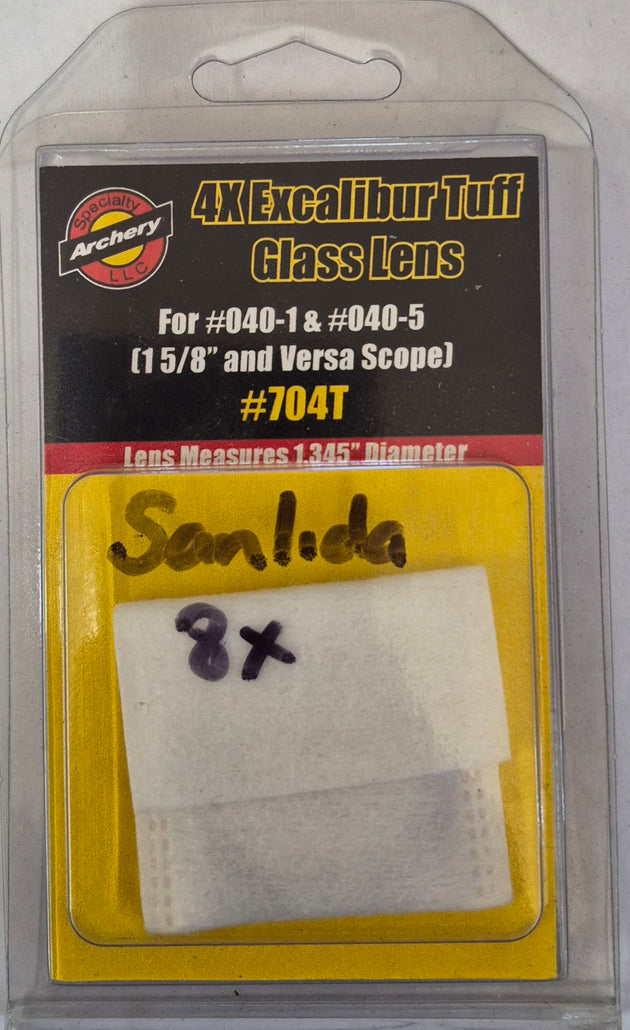 Specialty
Archery
LLC
4X Excalibur Tuff
Glass Lens
For #040-1 & #040-5
(1 5/8” and Versa Scope)
#704T
Lens Measures 1.345” Diameter
Sanlida
8x